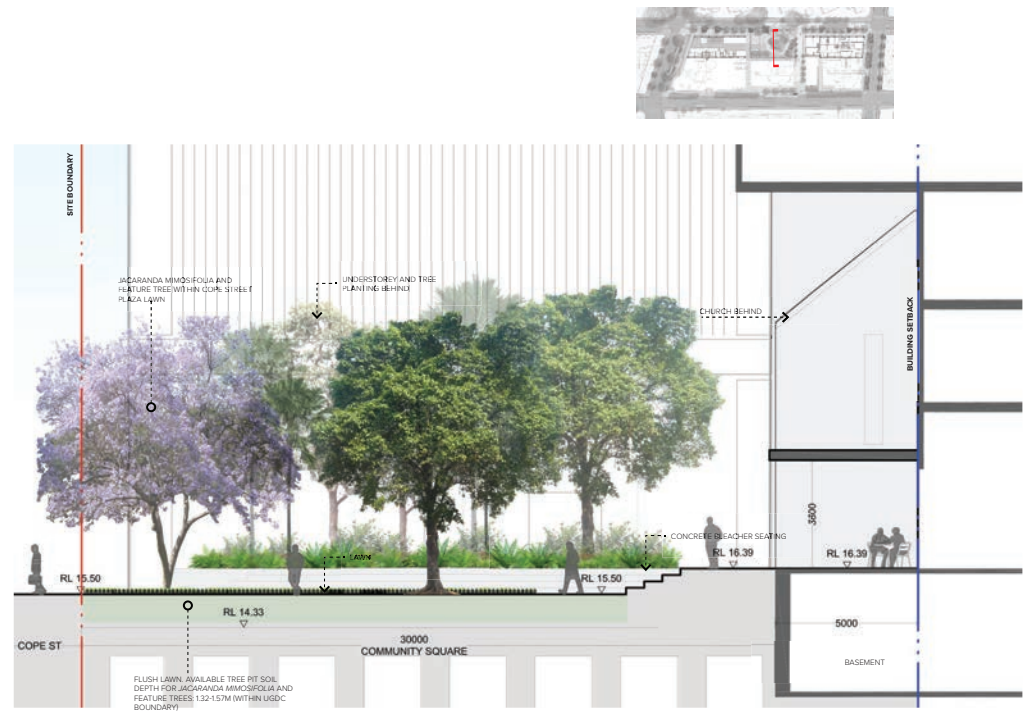 SITE BOUNDARY
JACARANDA MIMOSIFOLIA AND
FEATURE TREE WITHIN COPE STREET
PLAZA LAWN
UNDERSTOREY AND TREE
PLANTING BEHIND
CHURCH BEHIND
BUILDING SETBACK
3600
CONCRETE BLEACHER SEATING
LAWN
RL 16.39
RL 16.39
RL 15.50
RL 15.50
RL 14.33
5000
30000
COMMUNITY SQUARE
COPE ST
BASEMENT
FLUSH LAWN. AVAILABLE TREE PIT SOIL
DEPTH FOR JACARANDA MIMOSIFOLIA AND
FEATURE TREES: 1.32-1.57M (WITHIN UGDC
BOUNDARY)